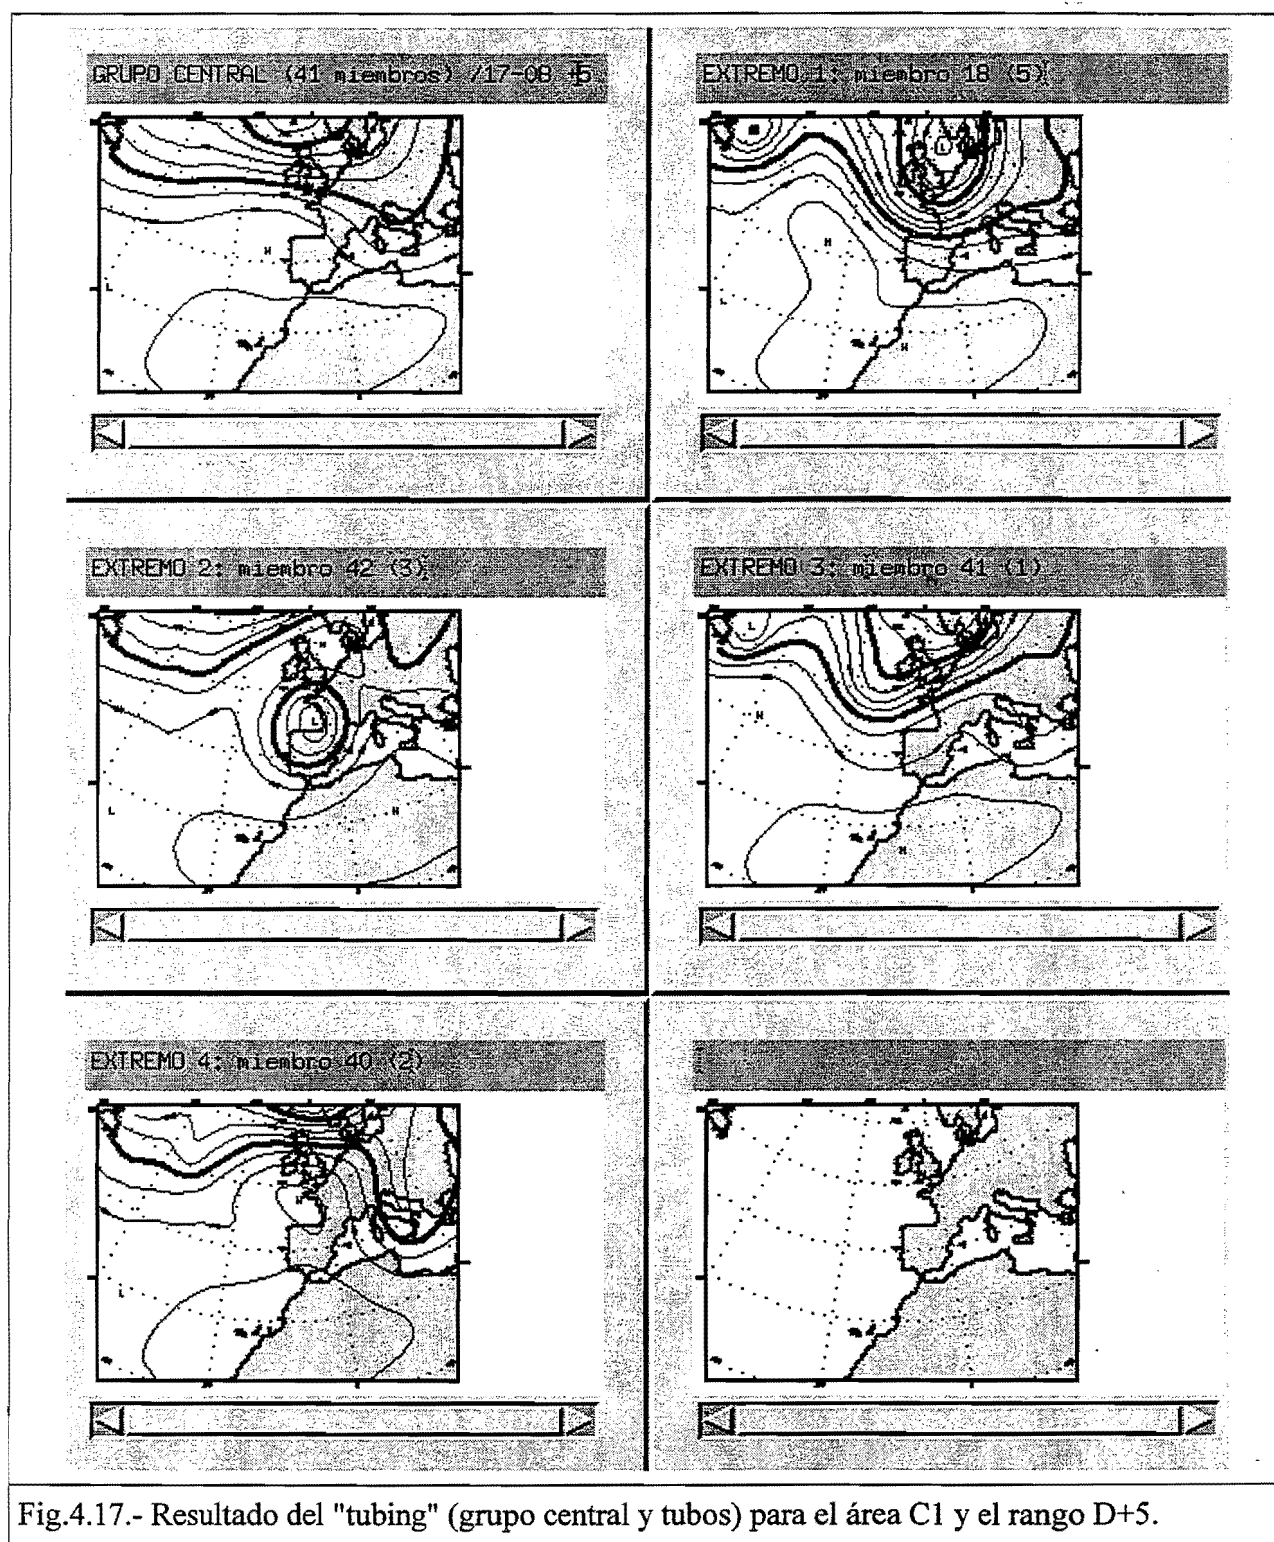 GRUPO CENTRAL (41 miembros) /17-08 +5
EXTREMO 1: miembro 18 (5)
EXTREMO 2: miembro 42 (3)
EXTREMO 3: miembro 41 (1)
EXTREMO 4: miembro 40 (2)
Fig.4.17.- Resultado del "tubing" (grupo central y tubos) para el área C1 y el rango D+5.